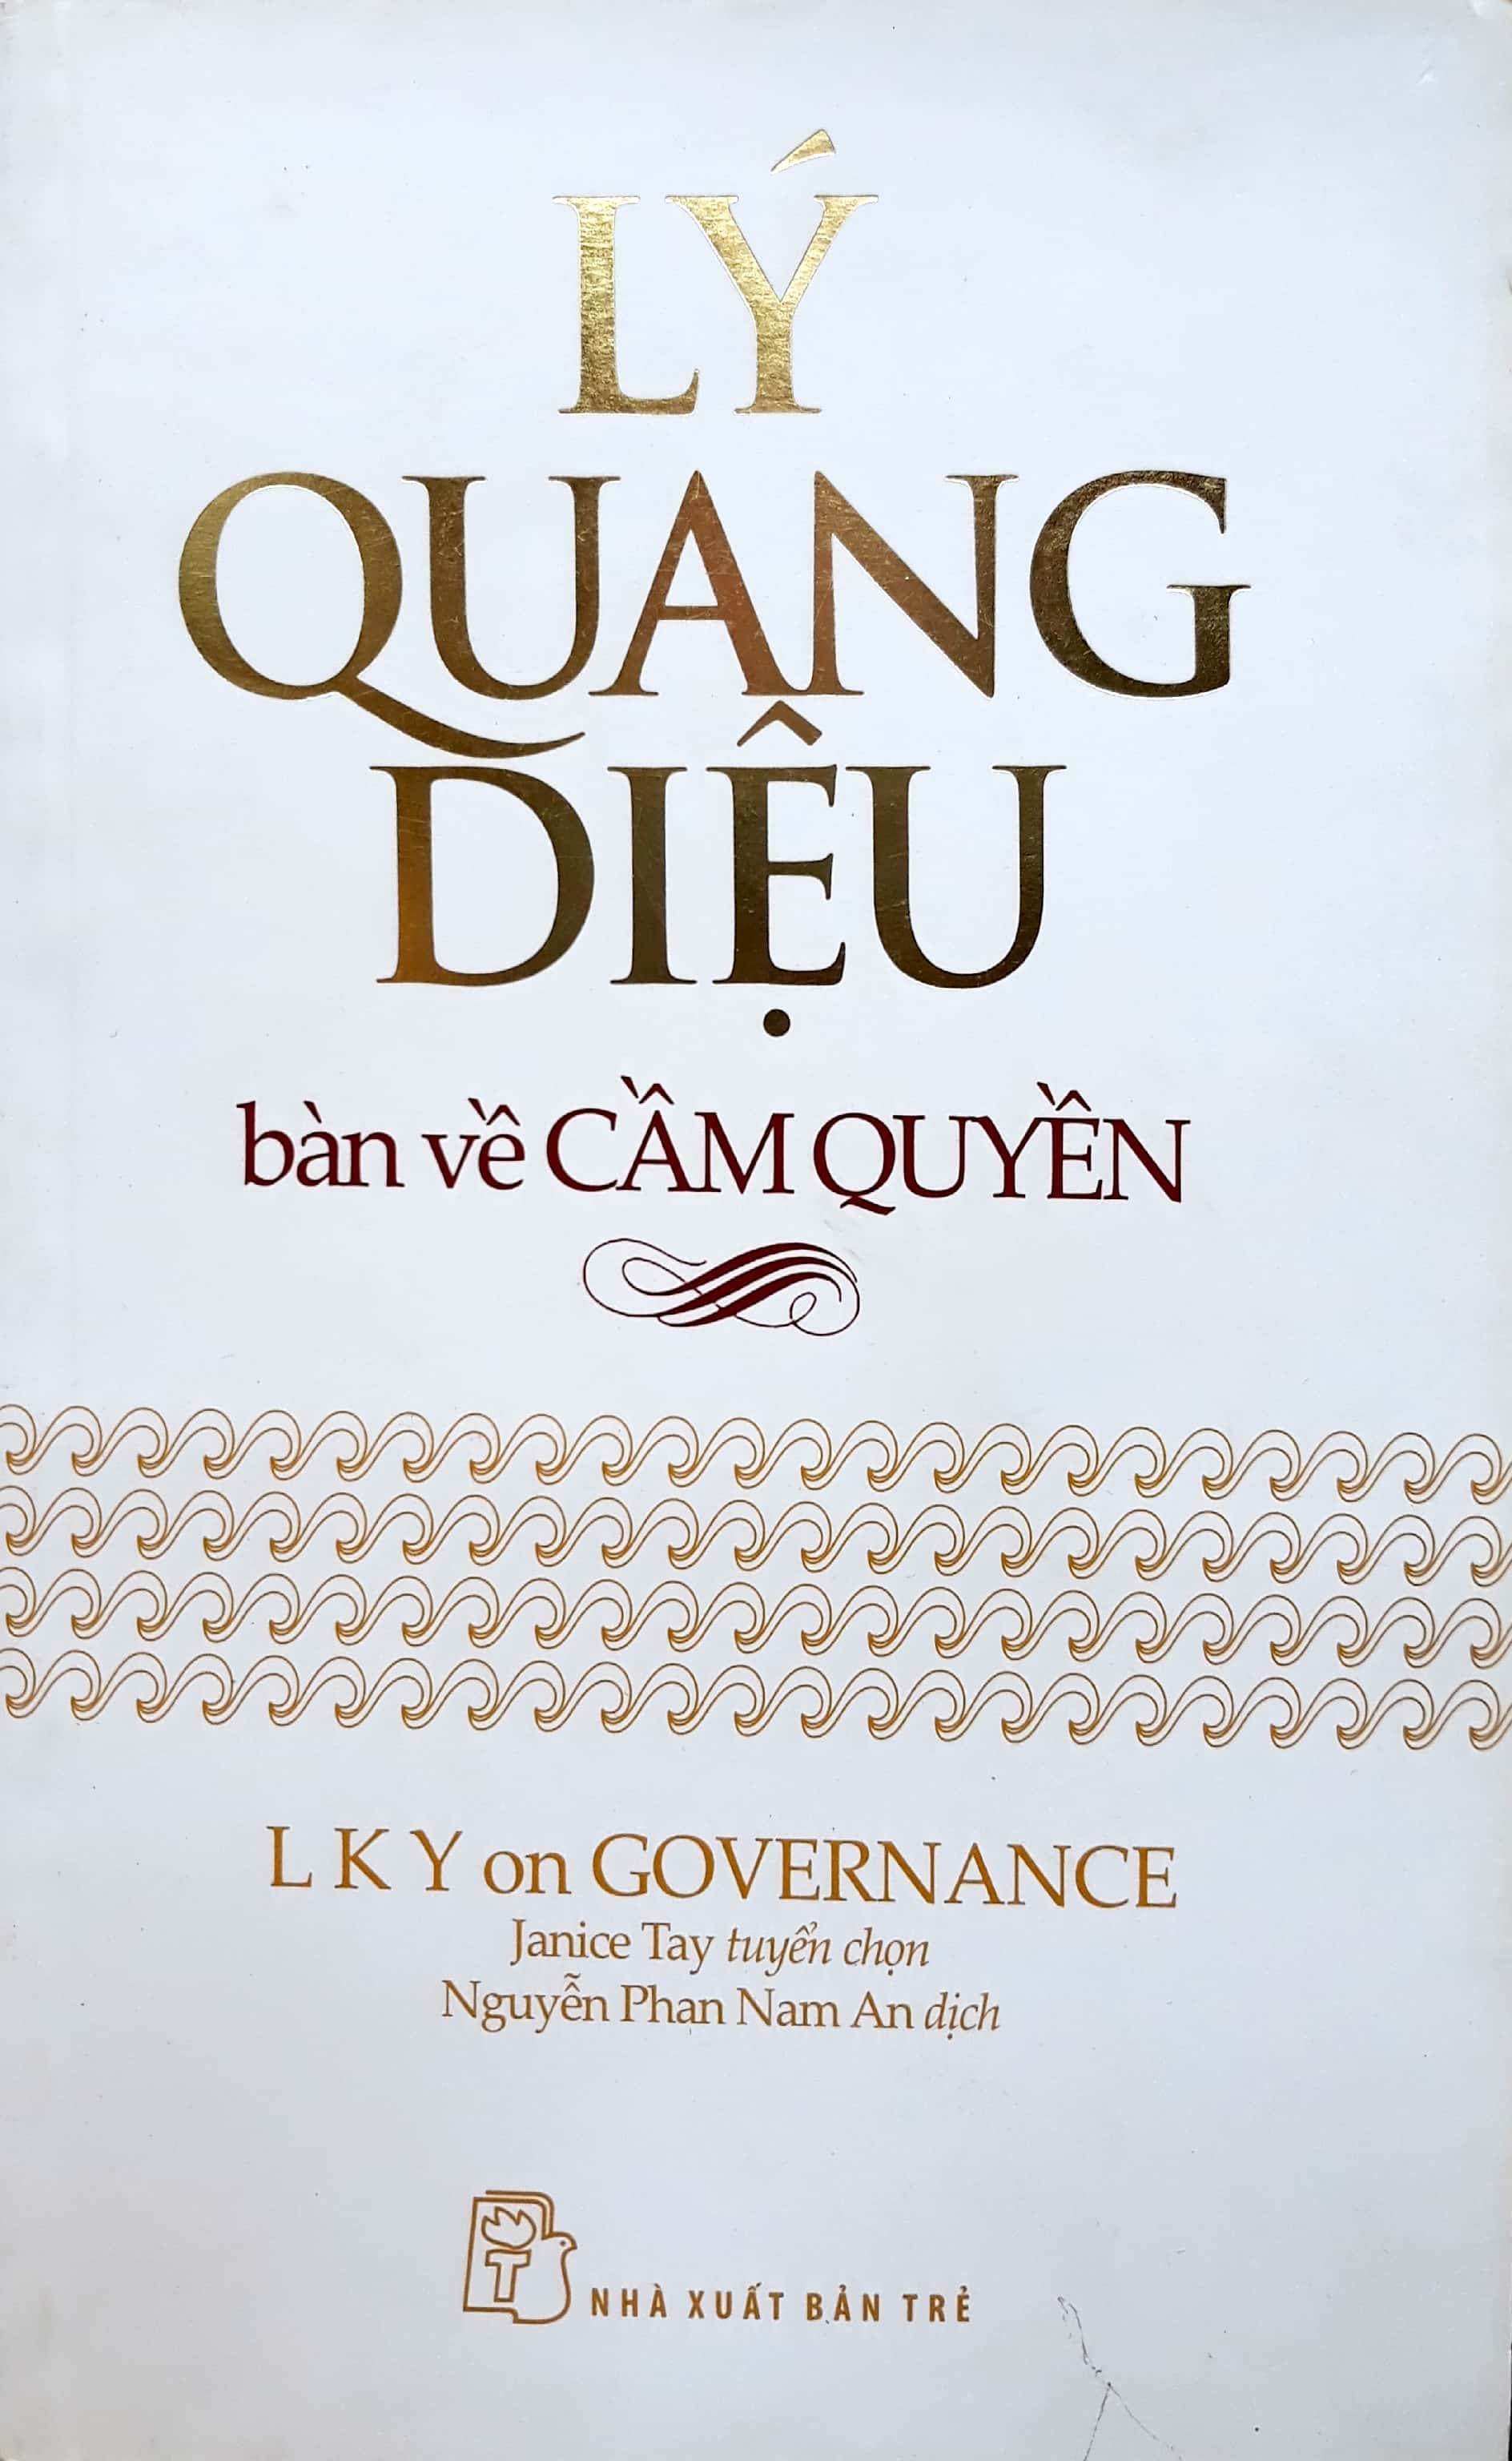 LÝ
QUANG
DIỆU
bàn về CẦM QUYỀN
L K Y on GOVERNANCE
Janice Tay tuyển chọn
Nguyễn Phan Nam An dịch
T
NHÀ XUẤT BẢN TRẺ